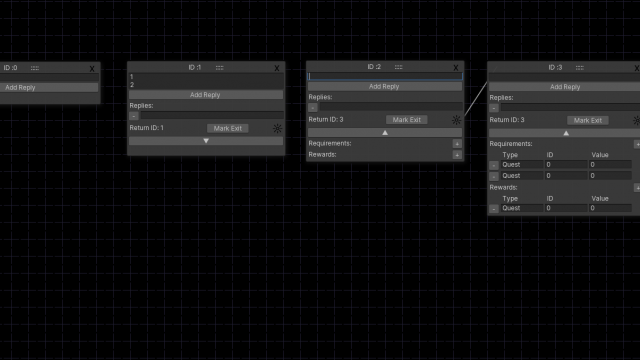 ID :0 :::: X
Add Reply
ID :1 :::: X
1
2
Add Reply
Replies:
-
Return ID: 1 Mark Exit
▼
ID :2 :::: X
Add Reply
Replies:
-
Return ID: 3 Mark Exit
▲
Requirements: +
Rewards: +
ID :3 :::: X
Add Reply
Replies:
-
Return ID: 3 Mark Exit
▲
Requirements: +
Type ID Value
- Quest 0 0
- Quest 0 0
Rewards: +
Type ID Value
- Quest 0 0